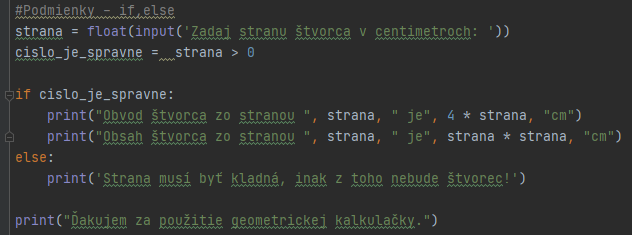 #Podmienky – if,else
strana = float(input('Zadaj stranu štvorca v centimetroch: '))
cislo_je_spravne = strana > 0
if cislo_je_spravne:
print("Obvod štvorca zo stranou ", strana, " je", 4 * strana, "cm")
print("Obsah štvorca zo stranou ", strana, " je", strana * strana, "cm")
else:
print('Strana musí byť kladná, inak z toho nebude štvorec!')
print("Ďakujem za použitie geometrickej kalkulačky.")